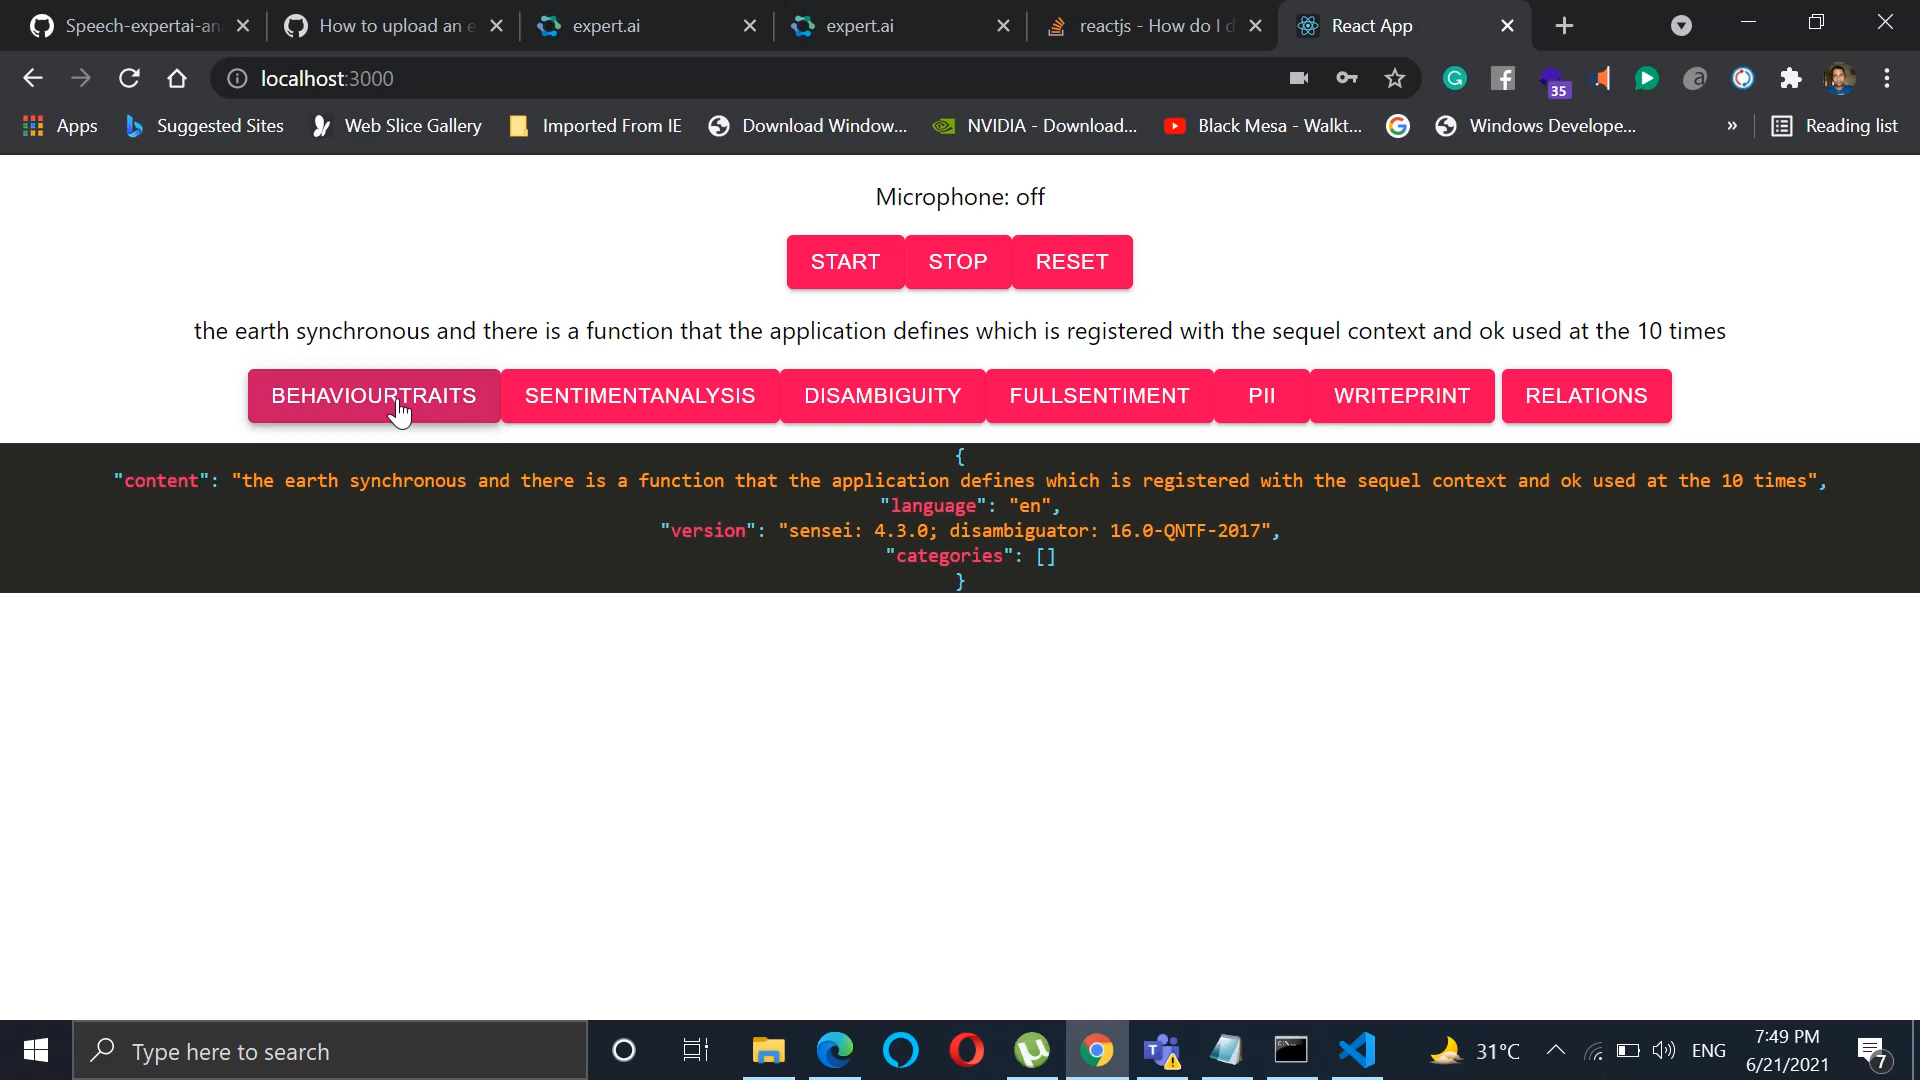 Speech-expertai-an
How to upload an e
expert.ai
expert.ai
reactjs - How do I d
React App
localhost:3000
35
Apps
Suggested Sites
Web Slice Gallery
Imported From IE
Download Window...
NVIDIA - Download...
Black Mesa - Walkt...
Windows Develope...
»
Reading list
Microphone: off
START
STOP
RESET
the earth synchronous and there is a function that the application defines which is registered with the sequel context and ok used at the 10 times
BEHAVIOURTRAITS
SENTIMENTANALYSIS
DISAMBIGUITY
FULLSENTIMENT
PII
WRITEPRINT
RELATIONS
{
"content": "the earth synchronous and there is a function that the application defines which is registered with the sequel context and ok used at the 10 times",
"language": "en",
"version": "sensei: 4.3.0; disambiguator: 16.0-QNTF-2017",
"categories": []
}
Type here to search
31°C
ENG
7:49 PM
6/21/2021
7